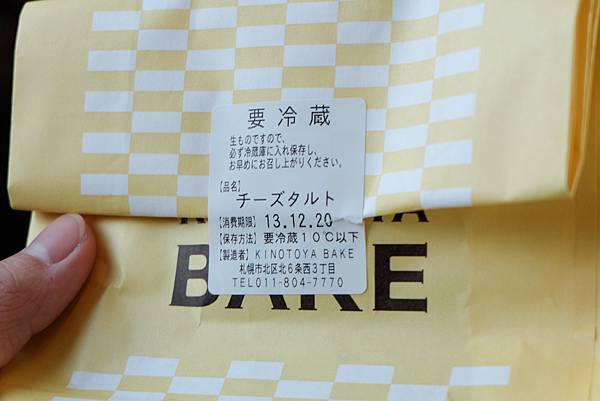 要冷蔵
生ものですので、
必ず冷蔵庫に入れ保存し、
お早めにお召し上がりください。
【品名】
チーズタルト
【消費期限】 13.12.20
【保存方法】要冷蔵10℃以下
【製造者】KINOTOYA BAKE
札幌市北区北6条西3丁目
TEL011-804-7770
BAKE